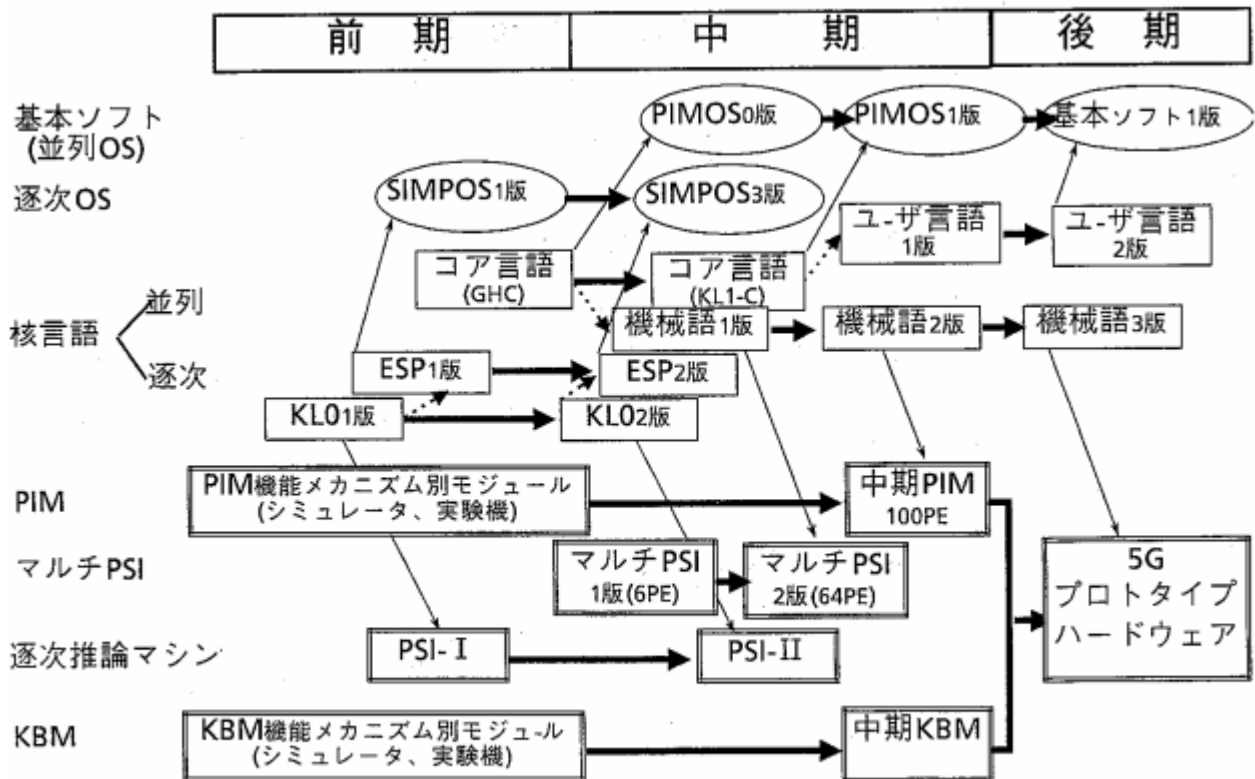 前 期
中 期
後 期
基本ソフト
(並列OS)
PIMOS0版
PIMOS1版
基本ソフト1版
逐次OS
SIMPOS1版
SIMPOS3版
ユ-ザ言語
1版
ユ-ザ言語
2版
コア言語
(GHC)
コア言語
(KL1-C)
核言語
並列
逐次
機械語1版
機械語2版
機械語3版
ESP1版
ESP2版
KL01版
KL02版
PIM
PIM機能メカニズム別モジュール
(シミュレータ、実験機)
中期PIM
100PE
マルチPSI
マルチPSI
1版(6PE)
マルチPSI
2版(64PE)
5G
プロトタイプ
ハードウェア
逐次推論マシン
PSI-Ⅰ
PSI-II
KBM
KBM機能メカニズム別モジュ-ル
(シミュレータ、実験機)
中期KBM